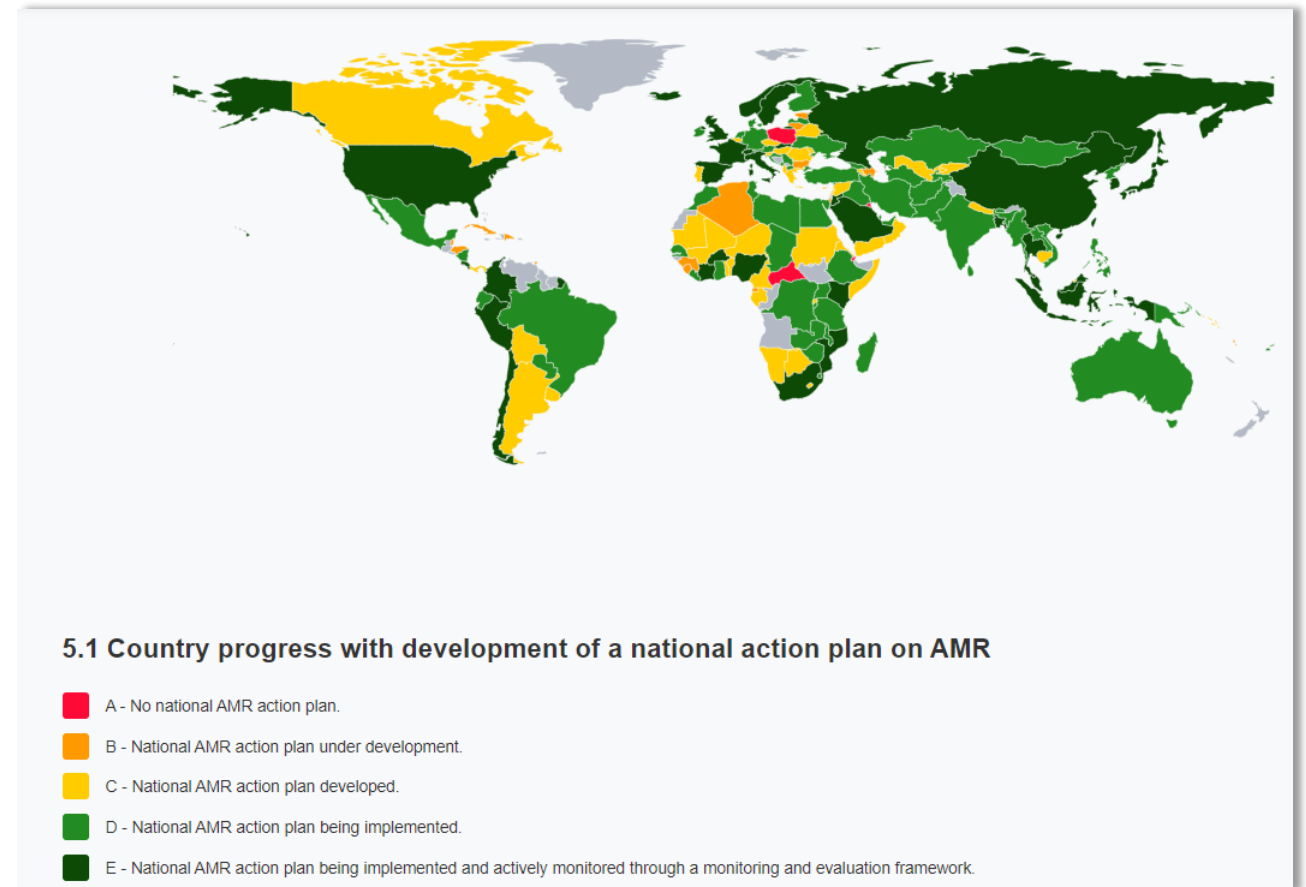 5.1 Country progress with development of a national action plan on AMR
A - No national AMR action plan.
B - National AMR action plan under development.
C - National AMR action plan developed.
D - National AMR action plan being implemented.
E - National AMR action plan being implemented and actively monitored through a monitoring and evaluation framework.